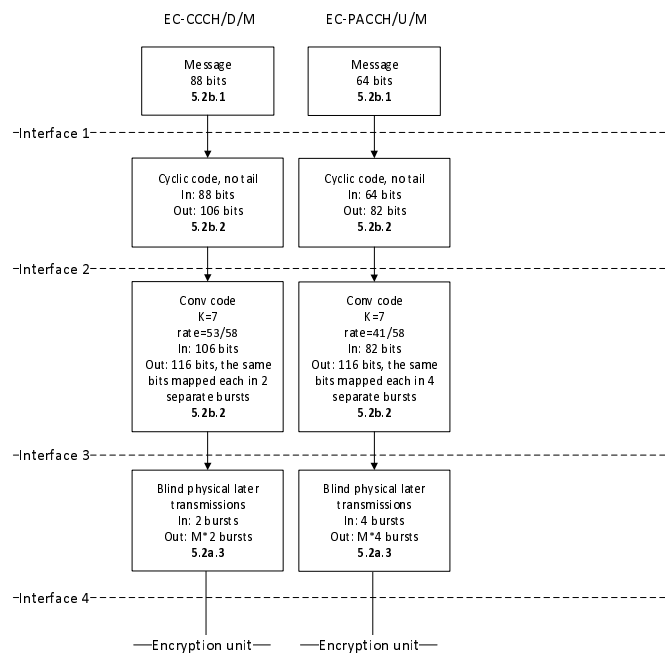 EC-CCCH/D/M
EC-PACCH/U/M
Message
88 bits
5.2b.1
Message
64 bits
5.2b.1
Interface 1
Cyclic code, no tail
In: 88 bits
Out: 106 bits
5.2b.2
Cyclic code, no tail
In: 64 bits
Out: 82 bits
5.2b.2
Interface 2
Conv code
K=7
rate=53/58
In: 106 bits
Out: 116 bits, the same
bits mapped each in 2
separate bursts
5.2b.2
Conv code
K=7
rate=41/58
In: 82 bits
Out: 116 bits, the same
bits mapped each in 4
separate bursts
5.2b.2
Interface 3
Blind physical later
transmissions
In: 2 bursts
Out: M*2 bursts
5.2a.3
Blind physical later
transmissions
In: 4 bursts
Out: M*4 bursts
5.2a.3
Interface 4
Encryption unit
Encryption unit